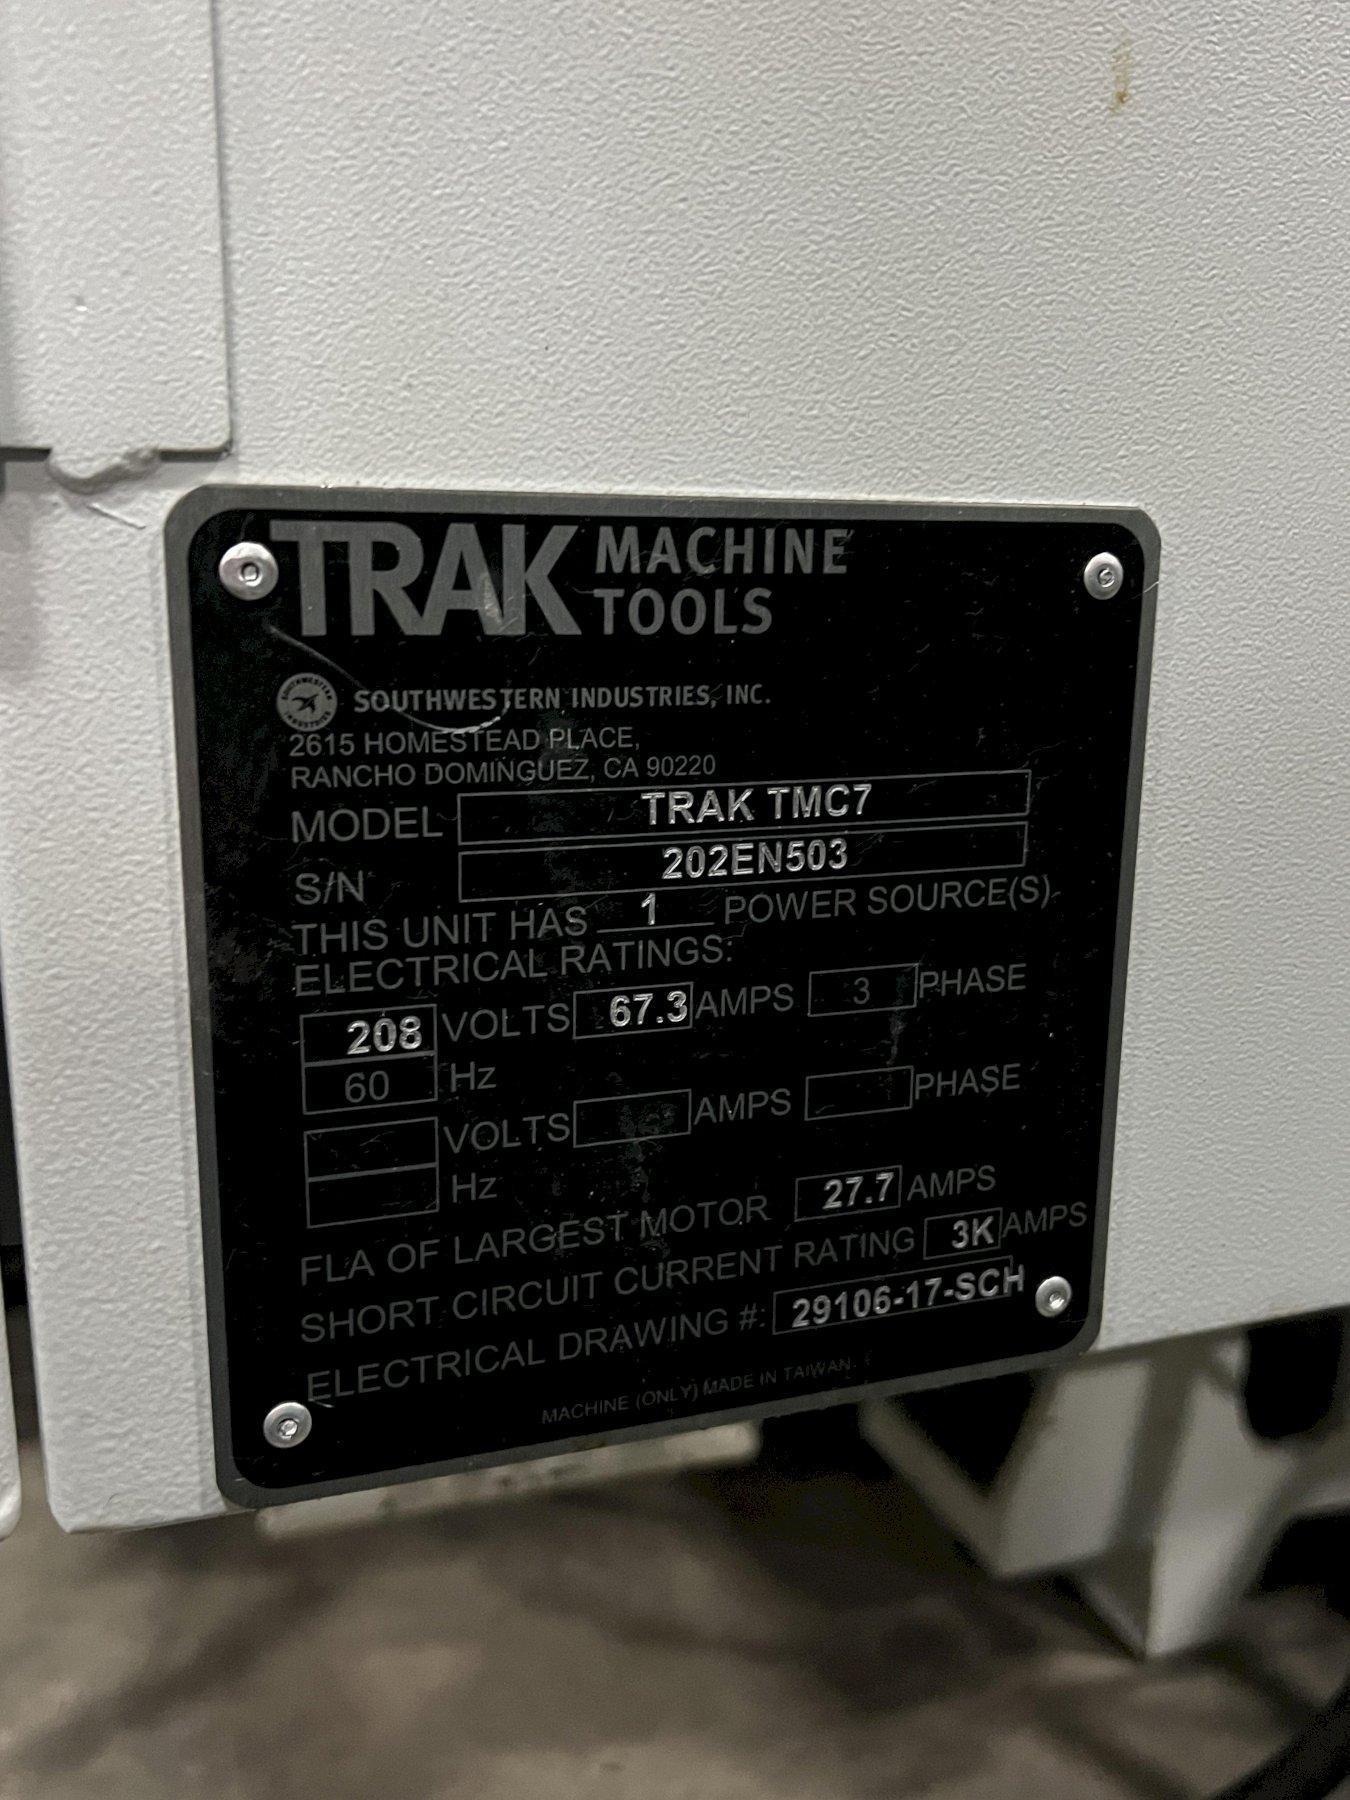 TRAK MACHINE TOOLS
SOUTHWESTERN INDUSTRIES
SOUTHWESTERN INDUSTRIES, INC.
2615 HOMESTEAD PLACE,
RANCHO DOMINGUEZ, CA 90220
MODEL TRAK TMC7
S/N 202EN503
THIS UNIT HAS 1 POWER SOURCE(S)
ELECTRICAL RATINGS:
208 VOLTS 67.3 AMPS 3 PHASE
60 Hz
VOLTS AMPS PHASE
Hz
FLA OF LARGEST MOTOR 27.7 AMPS
SHORT CIRCUIT CURRENT RATING 3K AMPS
ELECTRICAL DRAWING #: 29106-17-SCH
MACHINE (ONLY) MADE IN TAIWAN